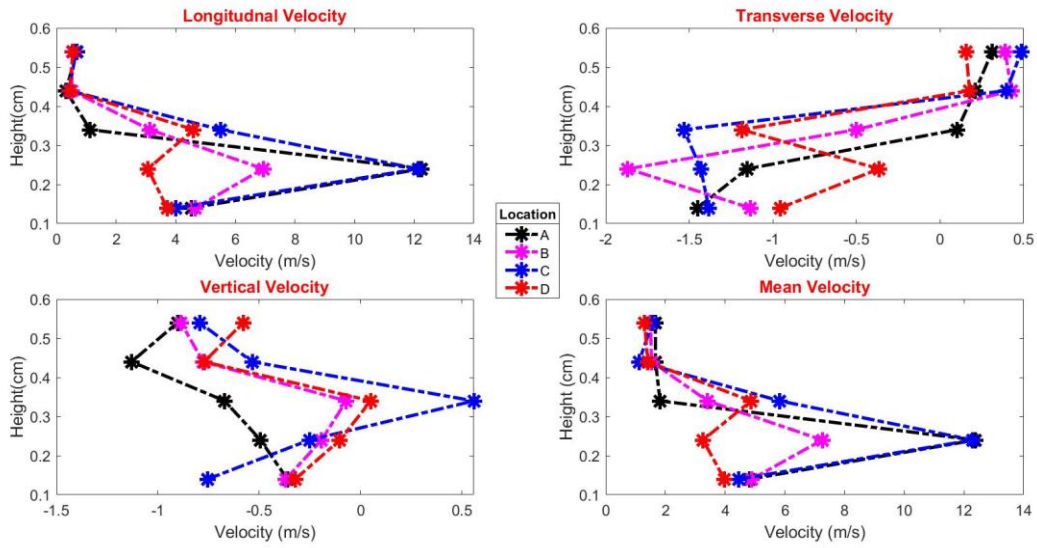 Longitudnal Velocity
0.6
0.5
0.4
0.3
0.2
0.1
Height(cm)
0 2 4 6 8 10 12 14
Velocity (m/s)
Transverse Velocity
0.6
0.5
0.4
0.3
0.2
0.1
Height(cm)
-2 -1.5 -1 -0.5 0 0.5
Velocity (m/s)
Location
A
B
C
D
Vertical Velocity
0.6
0.5
0.4
0.3
0.2
0.1
Height(cm)
-1.5 -1 -0.5 0 0.5
Velocity (m/s)
Mean Velocity
0.6
0.5
0.4
0.3
0.2
0.1
Height (cm)
0 2 4 6 8 10 12 14
Velocity (m/s)